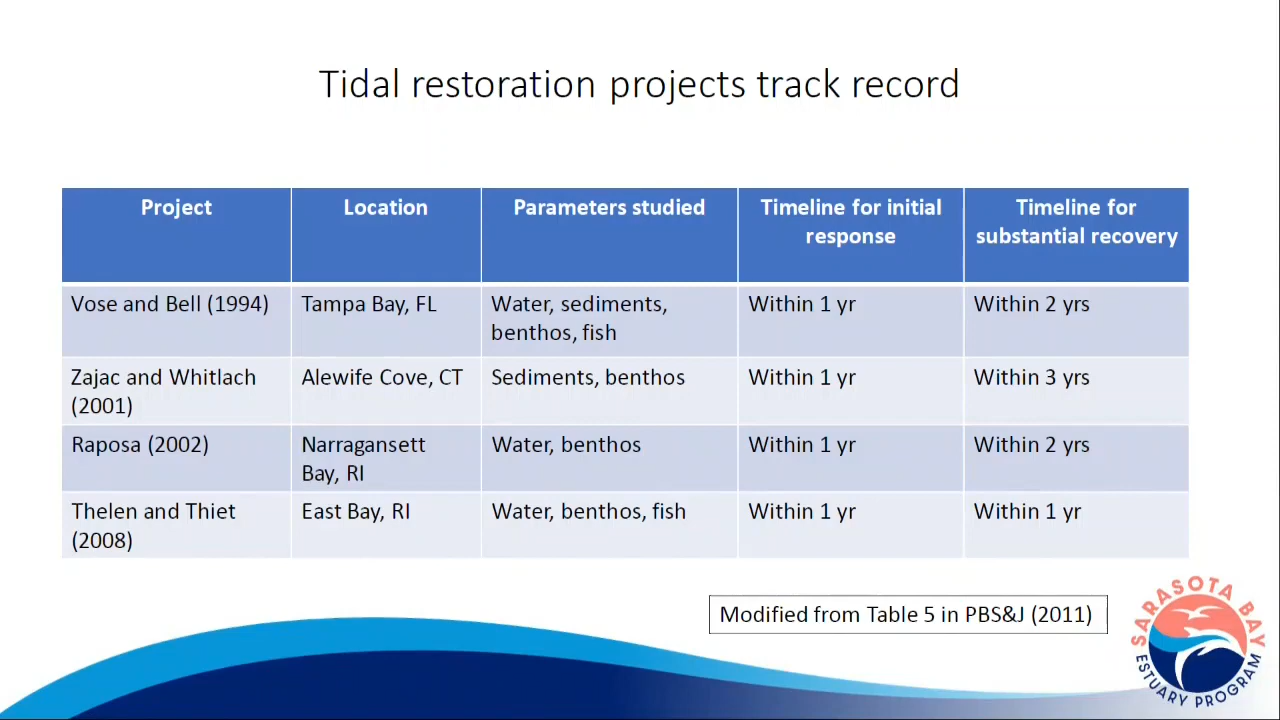 Tidal restoration projects track record
Project
Location
Parameters studied
Timeline for initial
response
Timeline for
substantial recovery
Vose and Bell (1994)
Tampa Bay, FL
Water, sediments,
benthos, fish
Within 1 yr
Within 2 yrs
Zajac and Whitlach
(2001)
Alewife Cove, CT
Sediments, benthos
Within 1 yr
Within 3 yrs
Raposa (2002)
Narragansett
Bay, RI
Water, benthos
Within 1 yr
Within 2 yrs
Thelen and Thiet
(2008)
East Bay, RI
Water, benthos, fish
Within 1 yr
Within 1 yr
Modified from Table 5 in PBS&J (2011)
SARASOTA BAY
ESTUARY PROGRAM